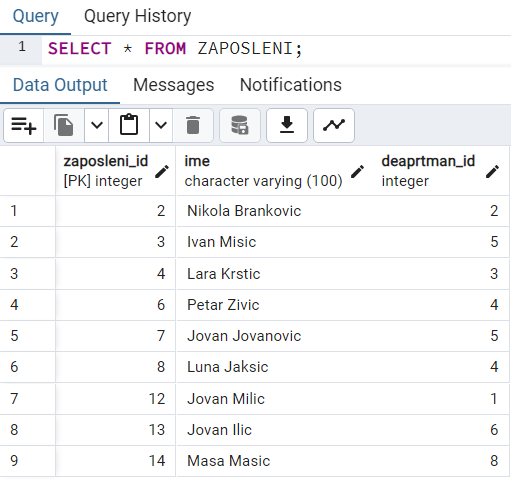 Query Query History
1 SELECT * FROM ZAPOSLENI;
Data Output Messages Notifications
zaposleni_id ime deaprtman_id
[PK] integer character varying (100) integer
1 2 Nikola Brankovic 2
2 3 Ivan Misic 5
3 4 Lara Krstic 3
4 6 Petar Zivic 4
5 7 Jovan Jovanovic 5
6 8 Luna Jaksic 4
7 12 Jovan Milic 1
8 13 Jovan Ilic 6
9 14 Masa Masic 8